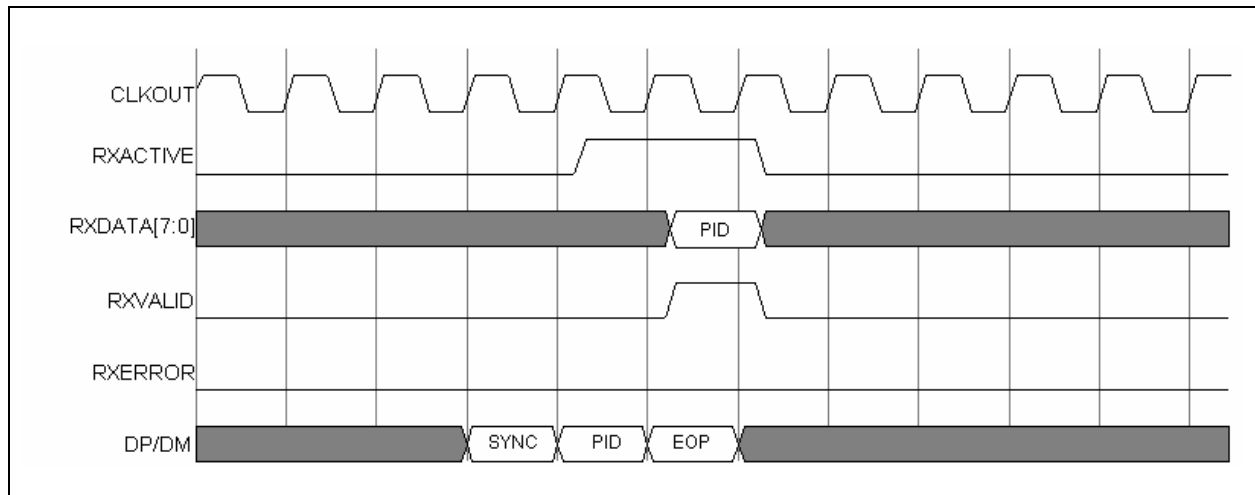 CLKOUT
RXACTIVE
RXDATA[7:0]
PID
RXVALID
RXERROR
DP/DM
SYNC
PID
EOP